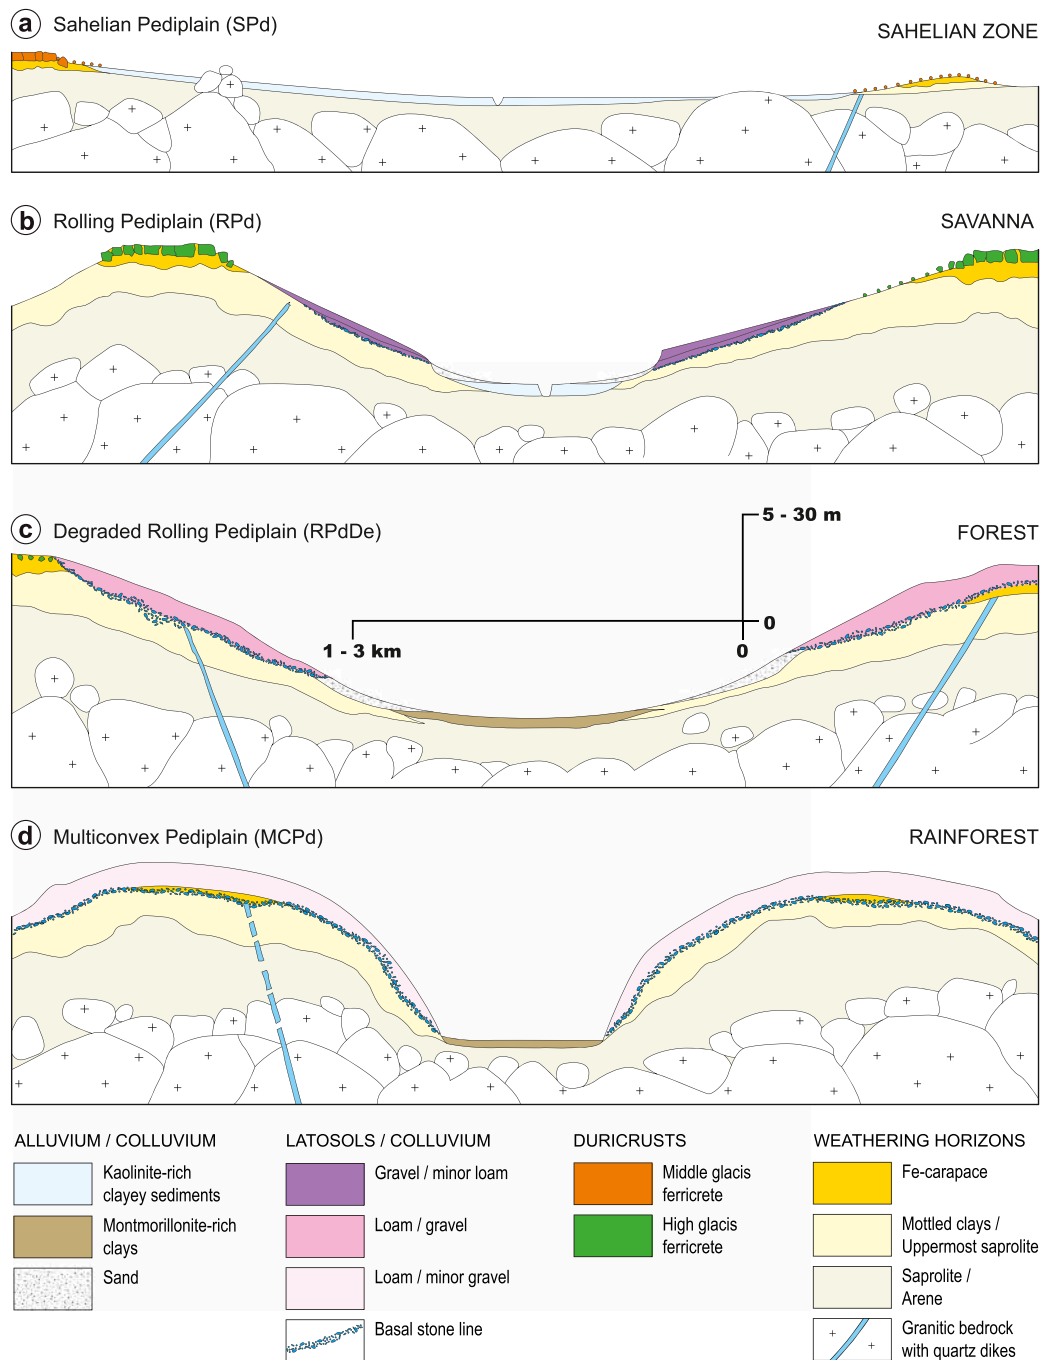 a Sahelian Pediplain (SPd)
SAHELIAN ZONE
b Rolling Pediplain (RPd)
SAVANNA
c Degraded Rolling Pediplain (RPdDe)
5 - 30 m
FOREST
0
1 - 3 km
0
d Multiconvex Pediplain (MCPd)
RAINFOREST
ALLUVIUM / COLLUVIUM
Kaolinite-rich
clayey sediments
Montmorillonite-rich
clays
Sand
LATOSOLS / COLLUVIUM
Gravel / minor loam
Loam / gravel
Loam / minor gravel
Basal stone line
DURICRUSTS
Middle glacis
ferricrete
High glacis
ferricrete
WEATHERING HORIZONS
Fe-carapace
Mottled clays /
Uppermost saprolite
Saprolite /
Arene
Granitic bedrock
with quartz dikes